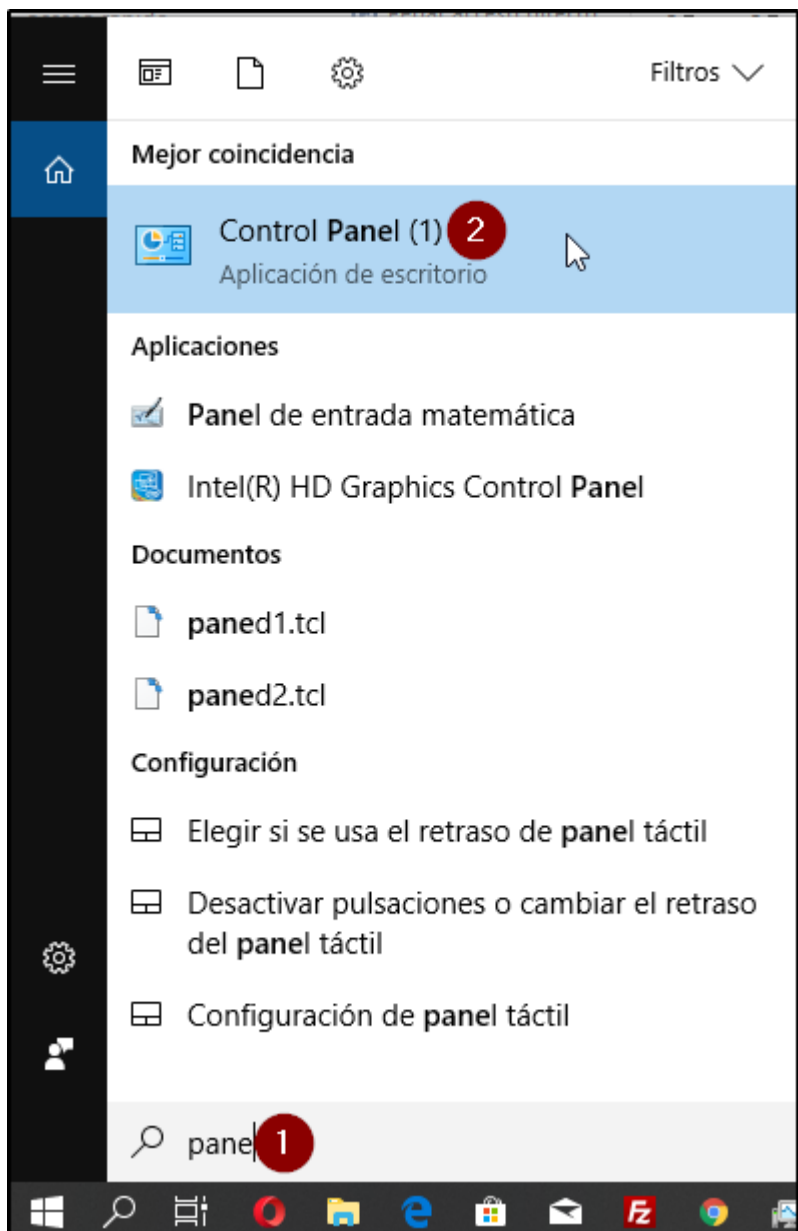 Filtros
Mejor coincidencia
Control Panel (1) 2
Aplicación de escritorio
Aplicaciones
Panel de entrada matemática
Intel(R) HD Graphics Control Panel
Documentos
paned1.tcl
paned2.tcl
Configuración
Elegir si se usa el retraso de panel táctil
Desactivar pulsaciones o cambiar el retraso
del panel táctil
Configuración de panel táctil
pane 1
Fz